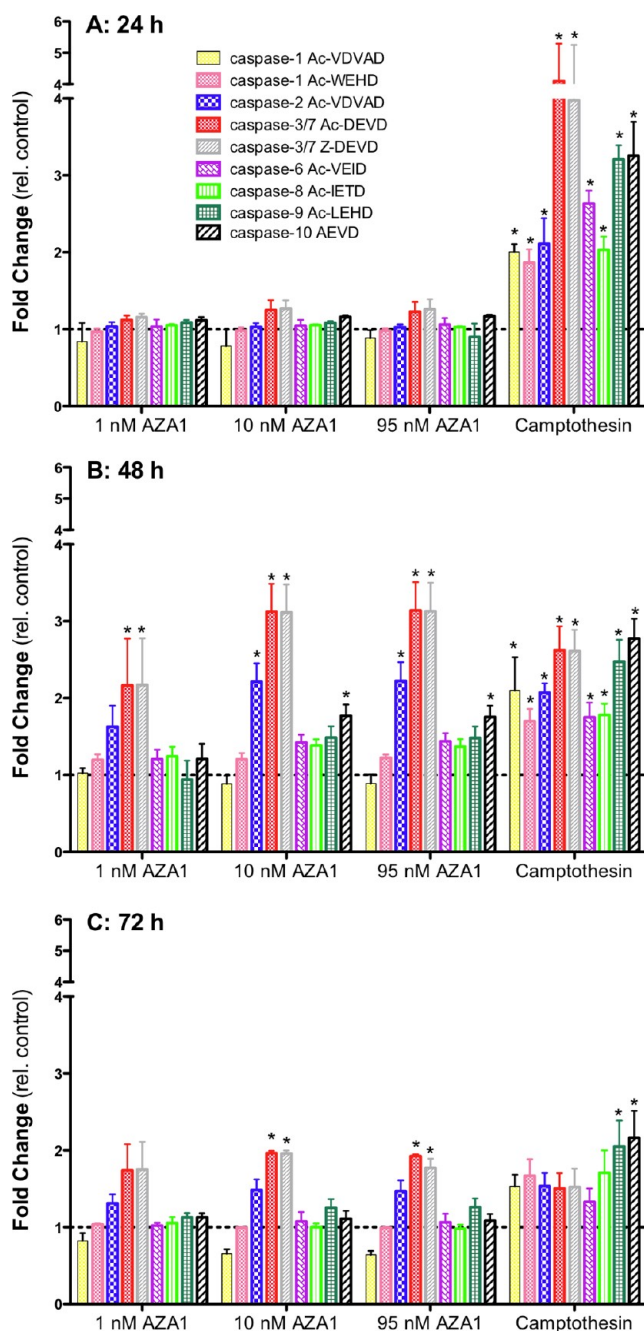 A: 24 h
6
5
4
4
3
2
1
0
Fold Change (rel. control)
caspase-1 Ac-VDVAD
caspase-1 Ac-WEHD
caspase-2 Ac-VDVAD
caspase-3/7 Ac-DEVD
caspase-3/7 Z-DEVD
caspase-6 Ac-VEID
caspase-8 Ac-IETD
caspase-9 Ac-LEHD
caspase-10 AEVD
* *
* * * * * * *
1 nM AZA1 10 nM AZA1 95 nM AZA1 Camptothesin
B: 48 h
6
5
4
4
3
2
1
0
Fold Change (rel. control)
* *
* * * *
* * * *
* * * * * * * * *
1 nM AZA1 10 nM AZA1 95 nM AZA1 Camptothesin
C: 72 h
6
5
4
4
3
2
1
0
Fold Change (rel. control)
* *
* *
* *
1 nM AZA1 10 nM AZA1 95 nM AZA1 Camptothesin